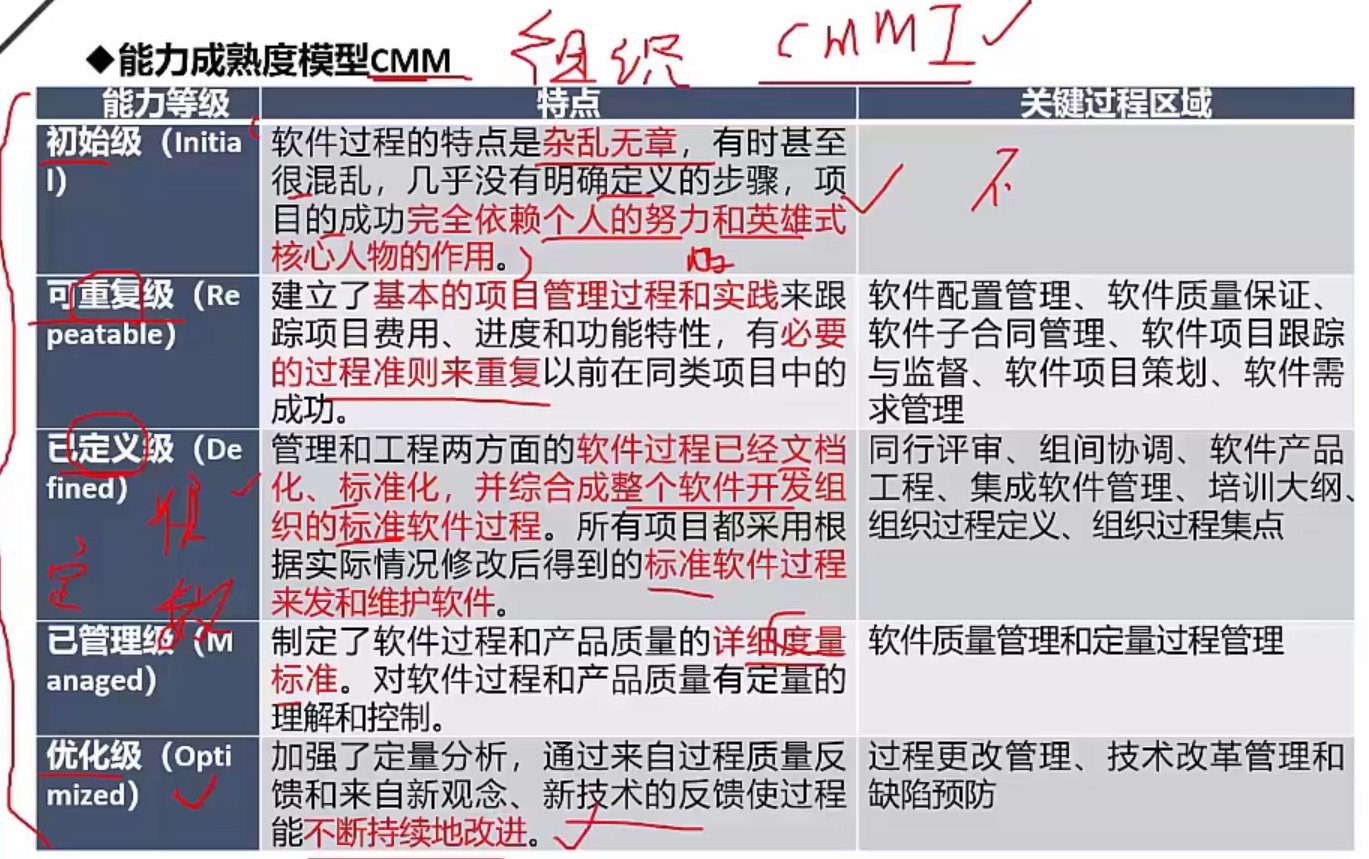 ◆能力成熟度模型CMM
组织 CMMI
能力等级 特点 关键过程区域
初始级（Initia
l）
软件过程的特点是杂乱无章，有时甚至
很混乱，几乎没有明确定义的步骤，项
目的成功完全依赖个人的努力和英雄式
核心人物的作用。
不
可重复级（Re
peatable）
建立了基本的项目管理过程和实践来跟
踪项目费用、进度和功能特性，有必要
的过程准则来重复以前在同类项目中的
成功。
软件配置管理、软件质量保证、
软件子合同管理、软件项目跟踪
与监督、软件项目策划、软件需
求管理
已定义级（De
fined）
管理和工程两方面的软件过程已经文档
化、标准化，并综合成整个软件开发组
织的标准软件过程。所有项目都采用根
据实际情况修改后得到的标准软件过程
来发和维护软件。
同行评审、组间协调、软件产品
工程、集成软件管理、培训大纲、
组织过程定义、组织过程集点
定
已管理级（M
anaged）
制定了软件过程和产品质量的详细度量
标准。对软件过程和产品质量有定量的
理解和控制。
软件质量管理和定量过程管理
优化级（Opti
mized）
加强了定量分析，通过来自过程质量反
馈和来自新观念、新技术的反馈使过程
能不断持续地改进。
过程更改管理、技术改革管理和
缺陷预防